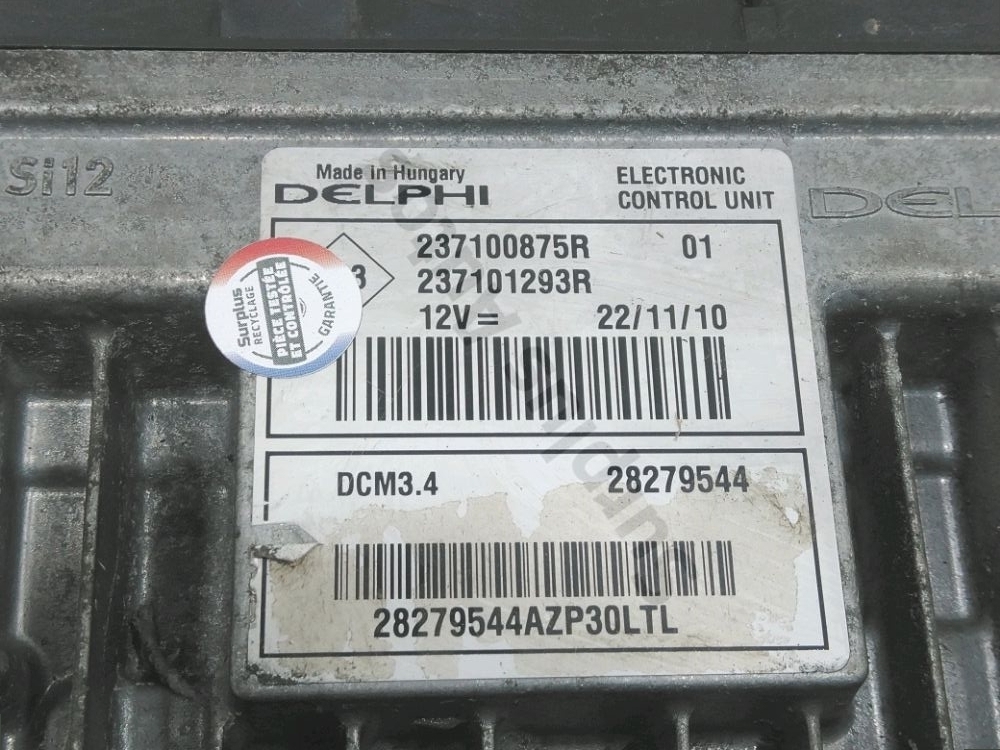 Si12
Made in Hungary
DELPHI
ELECTRONIC
CONTROL UNIT
DEL
237100875R 01
3
237101293R
12V= 22/11/10
Surplus
RECYCLAGE
PIÈCE TESTÉE
ET CONTRÔLÉE
GARANTIE
DCM3.4 28279544
28279544AZP30LTL